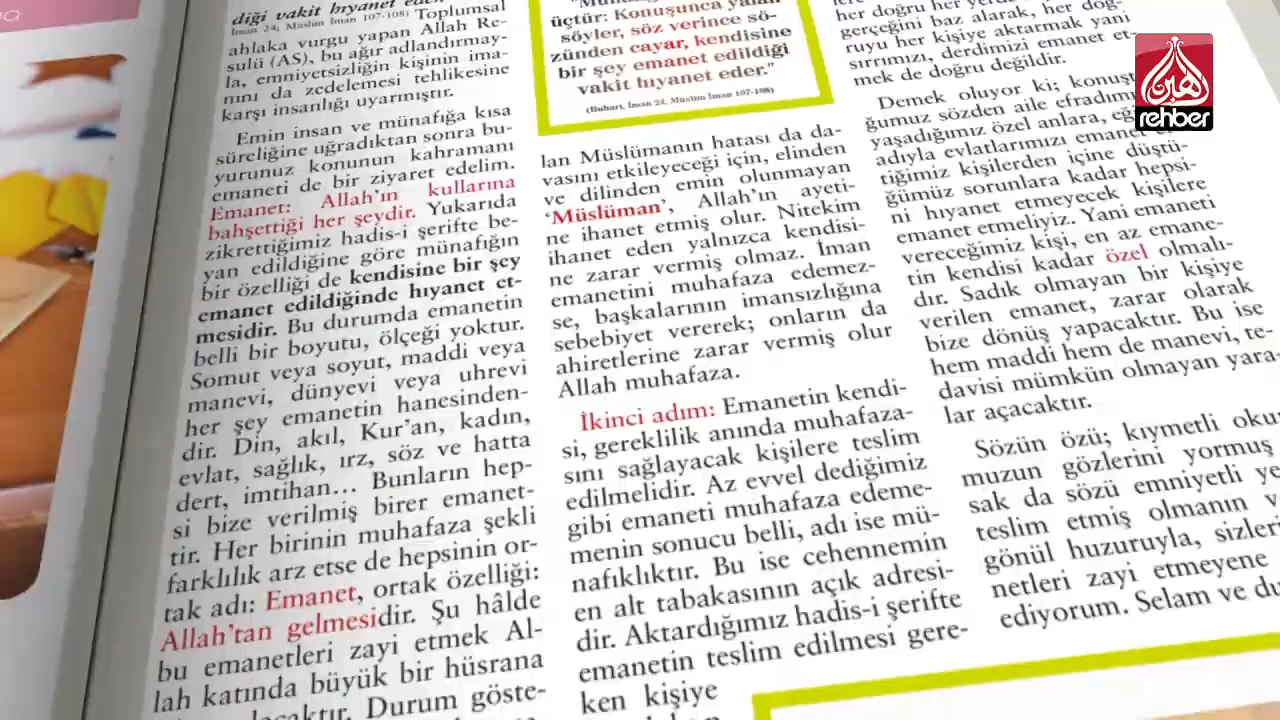 diği vakit hıyanet eder
İman 24; Müslim İman 107-108) Toplumsal
ahlaka vurgu yapan Allah Re-
sulü (AS), bu ağır adlandırmay-
la, emniyetsizliğin kişinin ima-
nını da zedelemesi tehlikesine
karşı insanlığı uyarmıştır.
Emin insan ve münafığa kısa
süreliğine uğradıktan sonra bu-
yurunuz konunun kahramanı
emaneti de bir ziyaret edelim.
Emanet: Allah'ın kullarına
bahşettiği her şeydir. Yukarıda
zikrettiğimiz hadis-i şerifte be-
yan edildiğine göre münafığın
bir özelliği de kendisine bir şey
emanet edildiğinde hıyanet et-
mesidir. Bu durumda emanetin
belli bir boyutu, ölçeği yoktur.
Somut veya soyut, maddi veya
manevi, dünyevi veya uhrevi
her şey emanetin hanesinden-
dir. Din, akıl, Kur'an, kadın,
evlat, sağlık, ırz, söz ve hatta
dert, imtihan... Bunların hep-
si bize verilmiş birer emanet-
tir. Her birinin muhafaza şekli
farklılık arz etse de hepsinin or-
tak adı: Emanet, ortak özelliği:
Allah'tan gelmesidir. Şu hâlde
bu emanetleri zayi etmek Al-
lah katında büyük bir hüsrana
Durum göste-
üçtür: Konuşunca yalan
söyler, söz verince sö-
zünden cayar, kendisine
bir şey emanet edildiği
vakit hıyanet eder."
(Buhari, İman 24; Müslim İman 107-108)
lan Müslümanın hatası da da-
vasını etkileyeceği için, elinden
ve dilinden emin olunmayan
'Müslüman', Allah'ın ayeti-
ne ihanet etmiş olur. Nitekim
ihanet eden yalnızca kendisi-
ne zarar vermiş olmaz. İman
emanetini muhafaza edemez-
se, başkalarının imansızlığına
sebebiyet vererek; onların da
ahiretlerine zarar vermiş olur
Allah muhafaza.
İkinci adım: Emanetin kendi-
si, gereklilik anında muhafaza-
sını sağlayacak kişilere teslim
edilmelidir. Az evvel dediğimiz
gibi emaneti muhafaza edeme-
menin sonucu belli, adı ise mü-
nafıklıktır. Bu ise cehennemin
en alt tabakasının açık adresi-
dir. Aktardığımız hadis-i şerifte
emanetin teslim edilmesi gere-
ken kişiye
her doğru her yerde
gerçeğini baz alarak, her doğ-
ruyu her kişiye aktarmak yani
sırrımızı, derdimizi emanet et-
mek de doğru değildir.
Demek oluyor ki; konuştu
ğumuz sözden aile efradımı
yaşadığımız özel anlara, eğ
adıyla evlatlarımızı emanet
tiğimiz kişilerden içine düştü-
ğümüz sorunlara kadar hepsi-
ni hıyanet etmeyecek kişilere
emanet etmeliyiz. Yani emaneti
vereceğimiz kişi, en az emane-
tin kendisi kadar özel olmalı-
dır. Sadık olmayan bir kişiye
verilen emanet, zarar olarak
bize dönüş yapacaktır. Bu ise
hem maddi hem de manevi, te-
davisi mümkün olmayan yara-
lar açacaktır.
Sözün özü; kıymetli oku
muzun gözlerini yormuş
sak da sözü emniyetli ye
teslim etmiş olmanın v
gönül huzuruyla, sizleri
netleri zayi etmeyene
ediyorum. Selam ve du
rehber